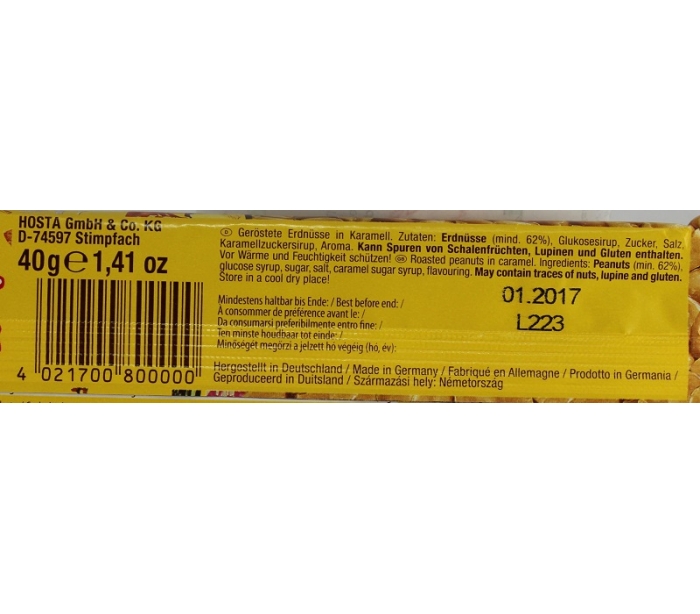 HOSTA GmbH & Co. KG
D-74597 Stimpfach
40g e 1,41 oz
4 021700 800000
D Geröstete Erdnüsse in Karamell. Zutaten: Erdnüsse (mind. 62%), Glukosesirup, Zucker, Salz,
Karamellzuckersirup, Aroma. Kann Spuren von Schalenfrüchten, Lupinen und Gluten enthalten.
Vor Wärme und Feuchtigkeit schützen! GB Roasted peanuts in caramel. Ingredients: Peanuts (min. 62%),
glucose syrup, sugar, salt, caramel sugar syrup, flavouring. May contain traces of nuts, lupine and gluten.
Store in a cool dry place!
Mindestens haltbar bis Ende: / Best before end: /
À consommer de préférence avant le: /
Da consumarsi preferibilmente entro fine: /
Ten minste houdbaar tot einde: /
Minőségét megőrzi a jelzett hó végéig (hó, év):
01.2017
L223
Hergestellt in Deutschland / Made in Germany / Fabriqué en Allemagne / Prodotto in Germania /
Geproduceerd in Duitsland / Származási hely: Németország